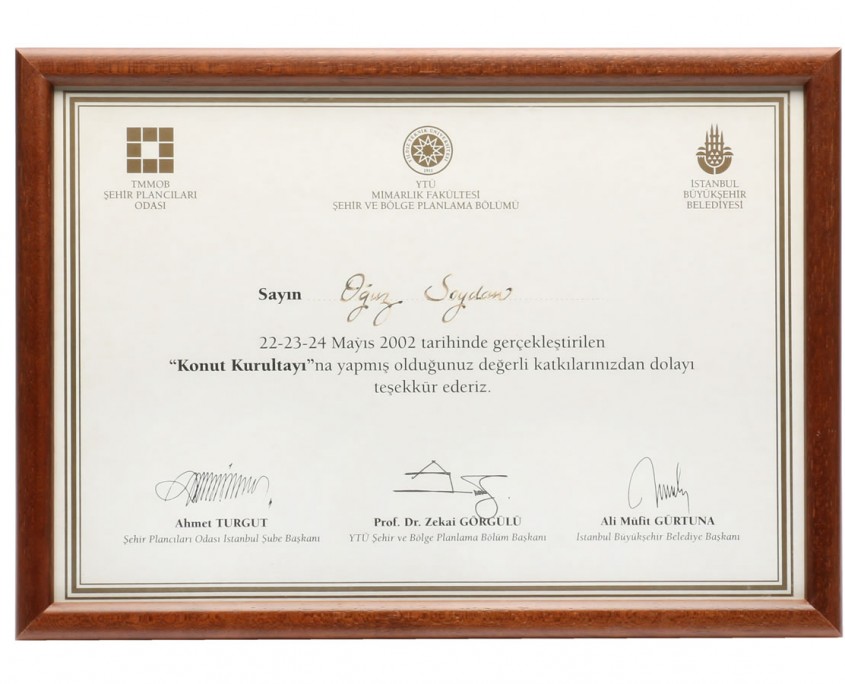 TMMOB
ŞEHİR PLANCILARI
ODASI
YTU
MİMARLIK FAKÜLTESİ
ŞEHİR VE BÖLGE PLANLAMA BÖLÜMÜ
İSTANBUL
BÜYÜKŞEHİR
BELEDİYESİ
Sayın Oğuz Soydan
22-23-24 Mayıs 2002 tarihinde gerçekleştirilen
“Konut Kurultayı”na yapmış olduğunuz değerli katkılarınızdan dolayı
teşekkür ederiz.
Ahmet TURGUT
Şehir Plancıları Odası İstanbul Şube Başkanı
Prof. Dr. Zekai GÖRGÜLÜ
YTÜ Şehir ve Bölge Planlama Bölüm Başkanı
Ali Müfit GÜRTUNA
İstanbul Büyükşehir Belediye Başkanı